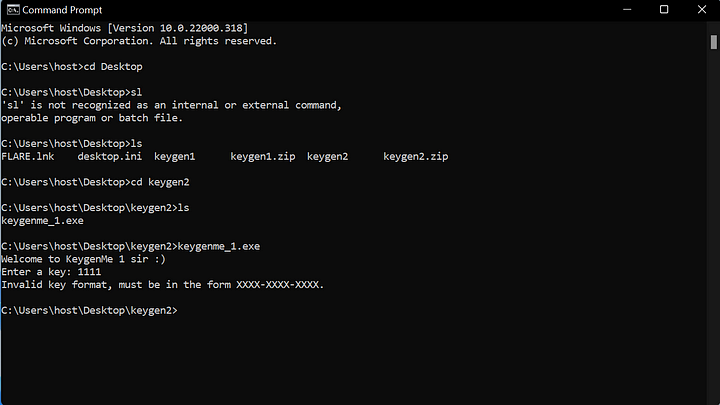 Command Prompt
Microsoft Windows [Version 10.0.22000.318]
(c) Microsoft Corporation. All rights reserved.
C:\Users\host>cd Desktop
C:\Users\host\Desktop>sl
'sl' is not recognized as an internal or external command,
operable program or batch file.
C:\Users\host\Desktop>ls
FLARE.lnk    desktop.ini  keygen1      keygen1.zip  keygen2      keygen2.zip
C:\Users\host\Desktop>cd keygen2
C:\Users\host\Desktop\keygen2>ls
keygenme_1.exe
C:\Users\host\Desktop\keygen2>keygenme_1.exe
Welcome to KeygenMe 1 sir :)
Enter a key: 1111
Invalid key format, must be in the form XXXX-XXXX-XXXX.
C:\Users\host\Desktop\keygen2>